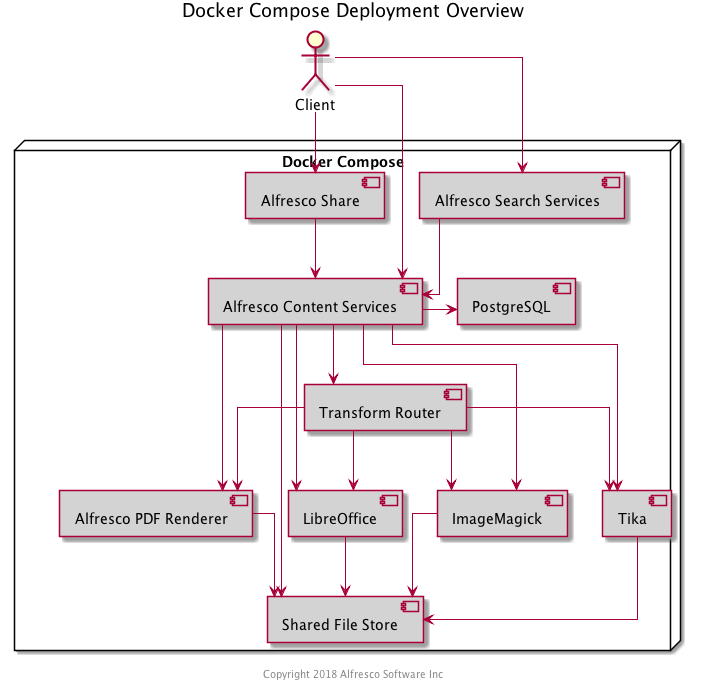 Docker Compose Deployment Overview
Client
Docker Compose
Alfresco Share
Alfresco Search Services
Alfresco Content Services
PostgreSQL
Transform Router
Alfresco PDF Renderer
LibreOffice
ImageMagick
Tika
Shared File Store
Copyright 2018 Alfresco Software Inc